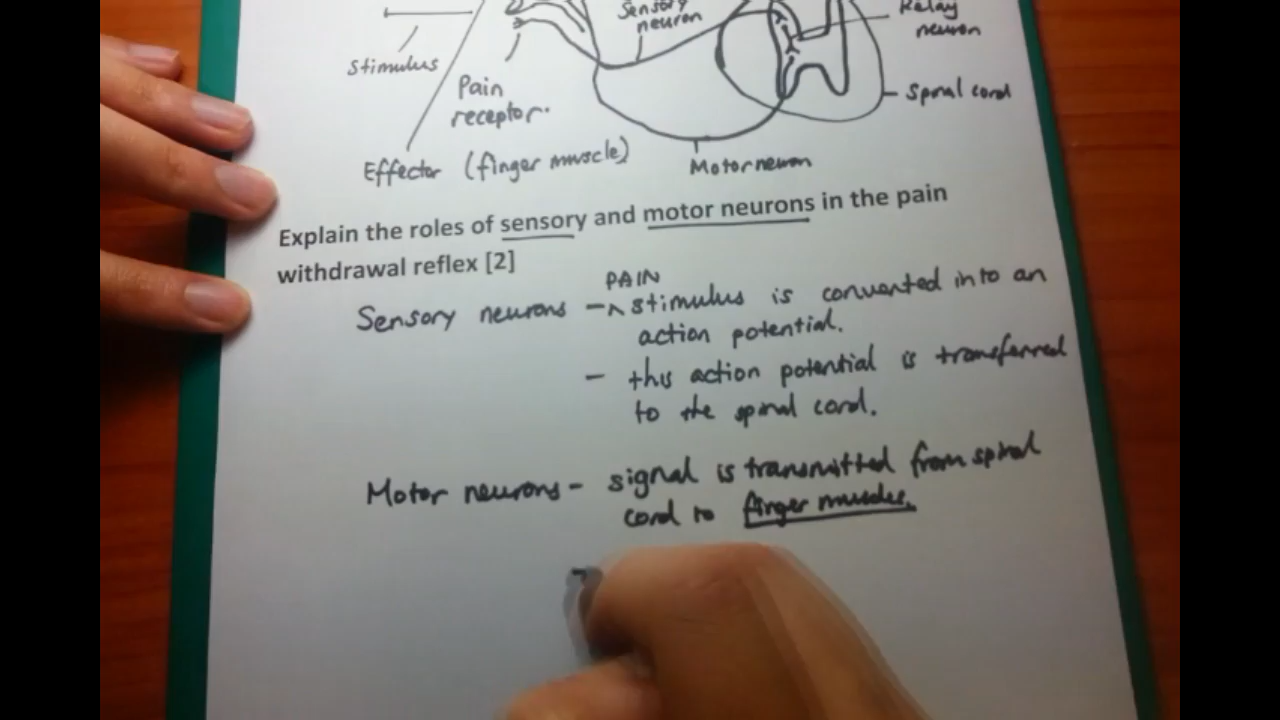 Sensory
neuron
Relay
neuron
Stimulus
Pain
receptor.
Spinal cord
Effector (finger muscle)
Motor neuron
Explain the roles of sensory and motor neurons in the pain
withdrawal reflex [2]
PAIN
Sensory neurons - ^ stimulus is converted into an
action potential.
- this action potential is transferred
to the spinal cord.
Motor neurons - signal is transmitted from spinal
cord to finger muscles.
-